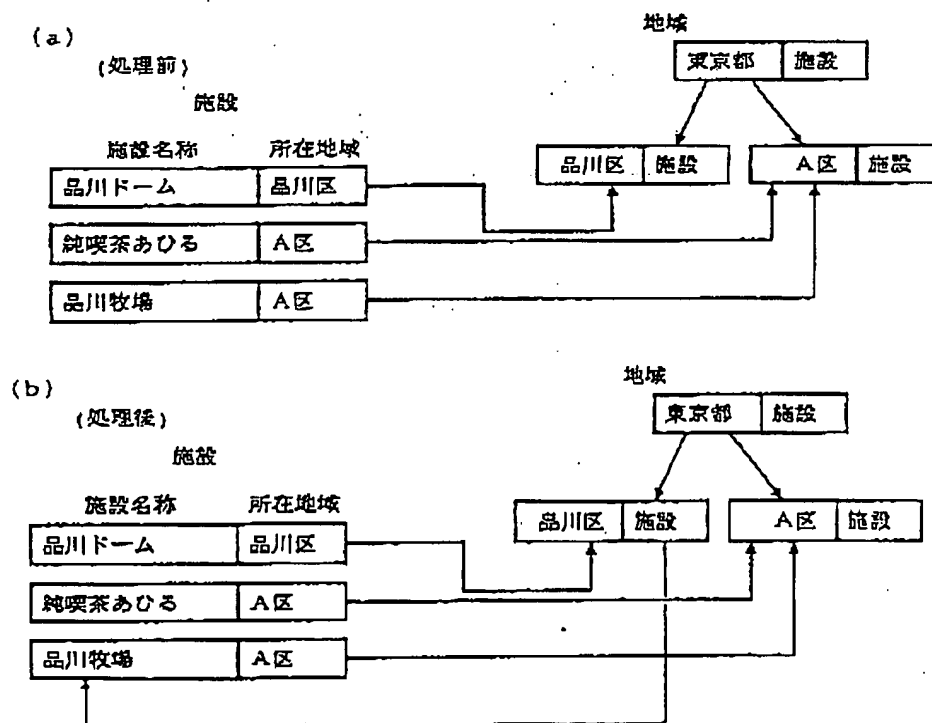 (a)
(処理前)
施設
施設名称 所在地域
品川ドーム 品川区
純喫茶あひる A区
品川牧場 A区
地域
東京都 施設
品川区 施設 A区 施設
(b)
(処理後)
施設
施設名称 所在地域
品川ドーム 品川区
純喫茶あひる A区
品川牧場 A区
地域
東京都 施設
品川区 施設 A区 施設